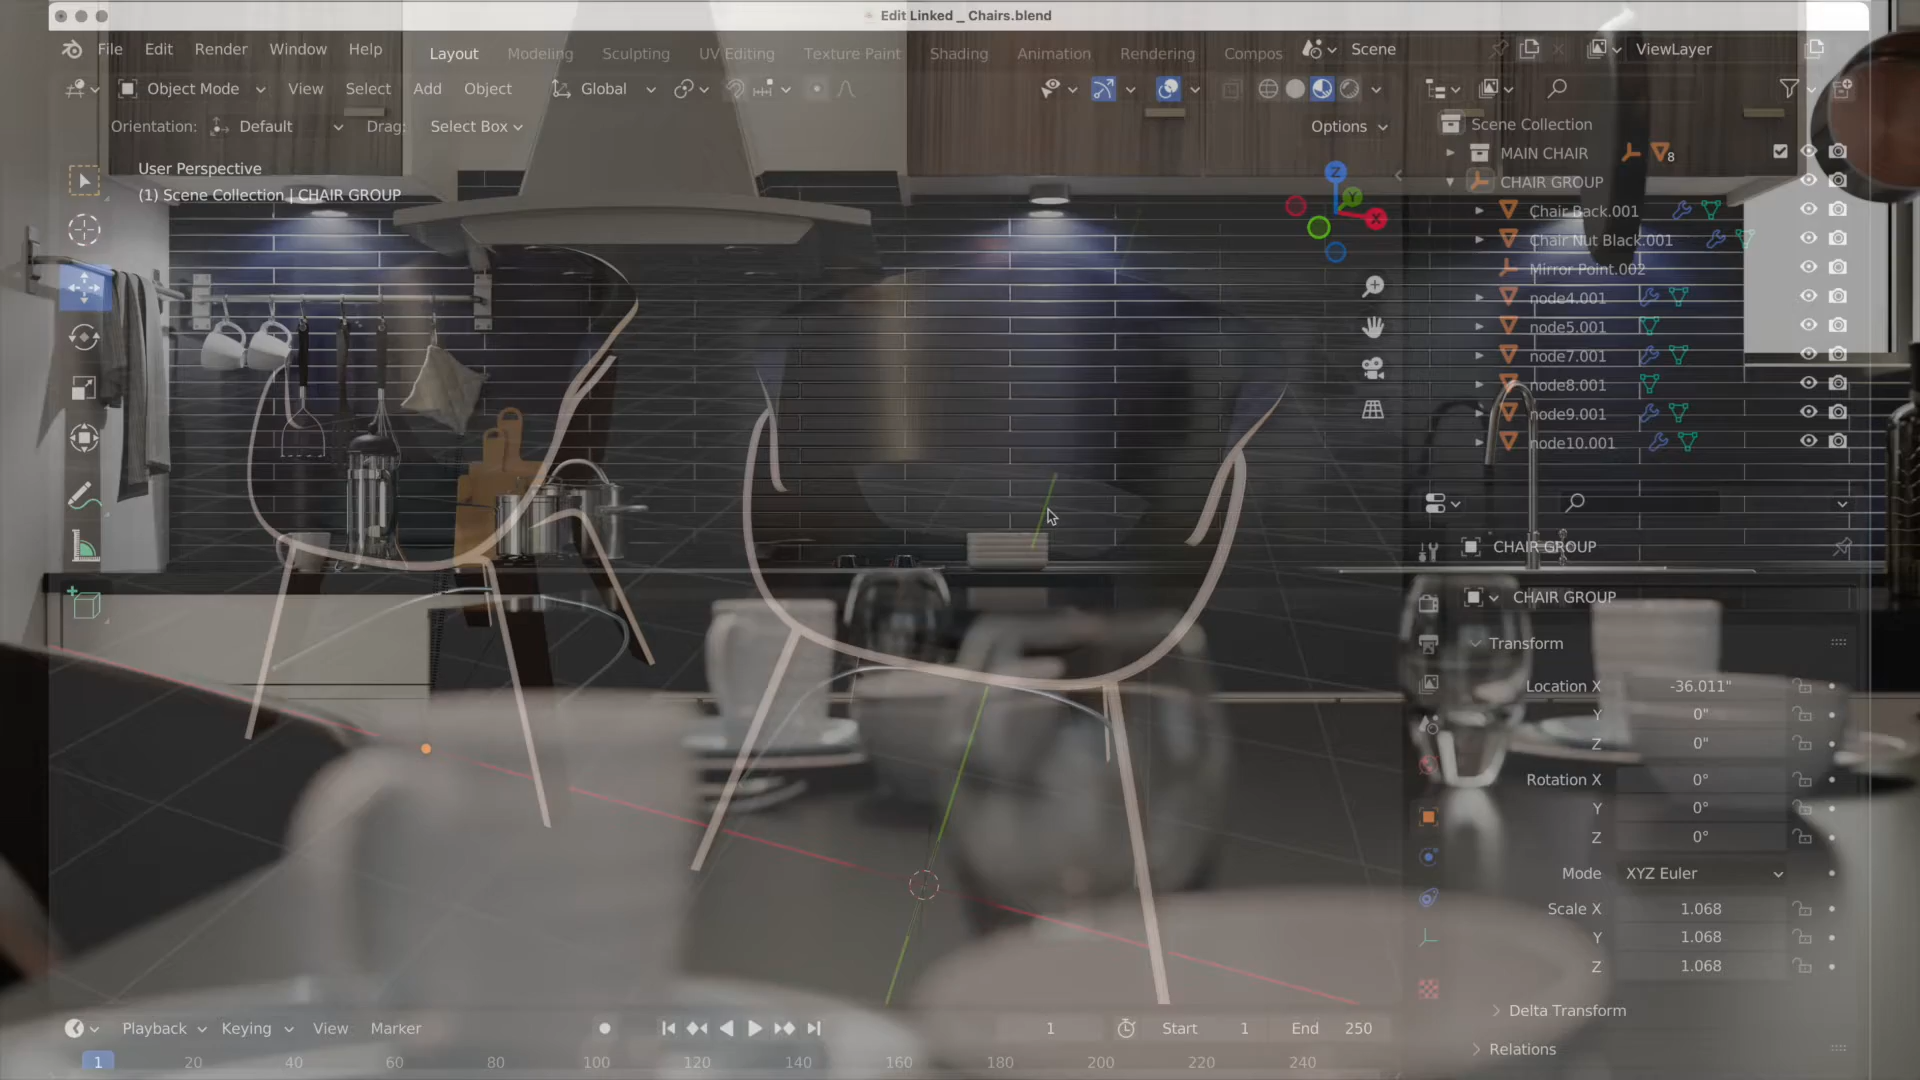 Edit Linked _ Chairs.blend
File Edit Render Window Help Layout Modeling Sculpting UV Editing Texture Paint Shading Animation Rendering Compos Scene ViewLayer
Object Mode View Select Add Object Global
Orientation: Default Drag: Select Box Options
User Perspective
(1) Scene Collection | CHAIR GROUP
Z
Y
X
Scene Collection
MAIN CHAIR 8
CHAIR GROUP
Chair Back.001
Chair Nut Black.001
Mirror Point.002
node4.001
node5.001
node7.001
node8.001
node9.001
node10.001
CHAIR GROUP
CHAIR GROUP
Transform
Location X -36.011"
Y 0"
Z 0"
Rotation X 0°
Y 0°
Z 0°
Mode XYZ Euler
Scale X 1.068
Y 1.068
Z 1.068
Delta Transform
Relations
Playback Keying View Marker 1 Start 1 End 250
1 20 40 60 80 100 120 140 160 180 200 220 240